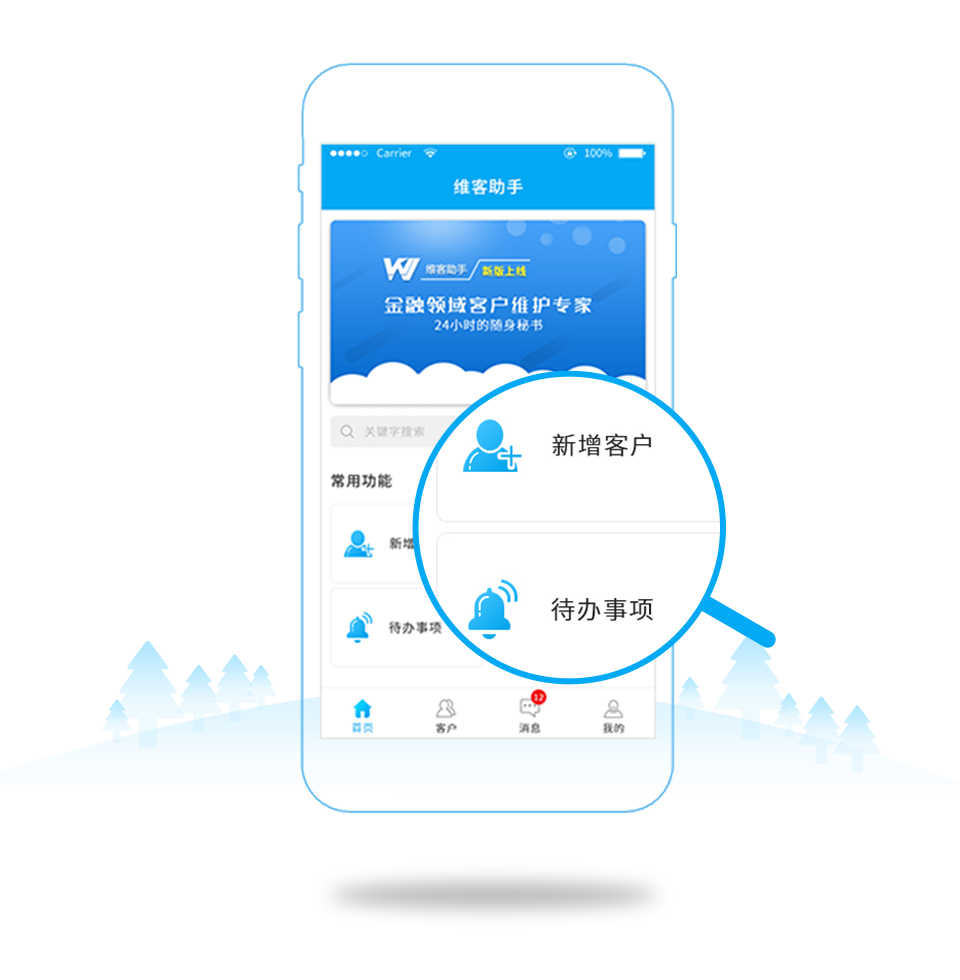 Carrier 100%
维客助手
W 维客助手 新版上线
金融领域客户维护专家
24小时的随身秘书
关键字搜索
常用功能
新增客户
新增
待办事项
待办事项
12
首页 客户 消息 我的